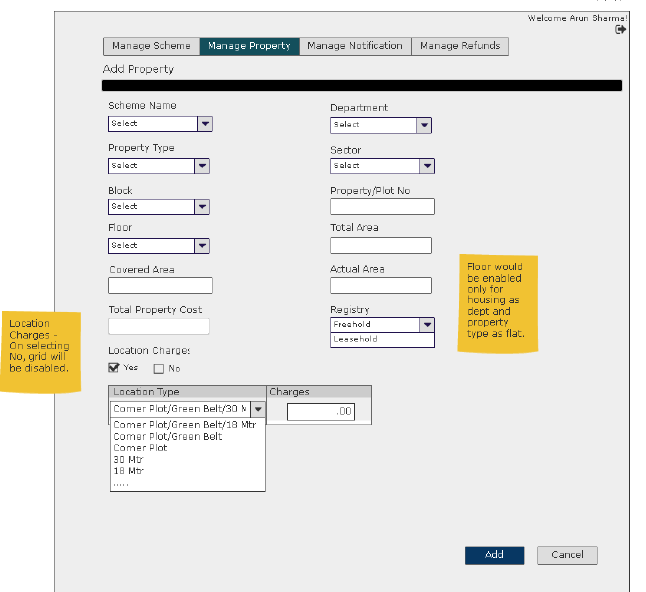 Welcome Arun Sharma!
Manage Scheme Manage Property Manage Notification Manage Refunds
Add Property
Scheme Name Department
Select Select
Property Type Sector
Select Select
Block Property/Plot No
Select
Floor Total Area
Select
Covered Area Actual Area
Floor would
be enabled
only for
housing as
dept and
property
type as flat.
Total Property Cost Registry
Freehold
Leasehold
Location
Charges -
On selecting
No, grid will
be disabled.
Location Charges
Yes No
Location Type Charges
Corner Plot/Green Belt/30 M .00
Corner Plot/Green Belt/18 Mtr
Corner Plot/Green Belt
Corner Plot
30 Mtr
18 Mtr
.....
Add Cancel